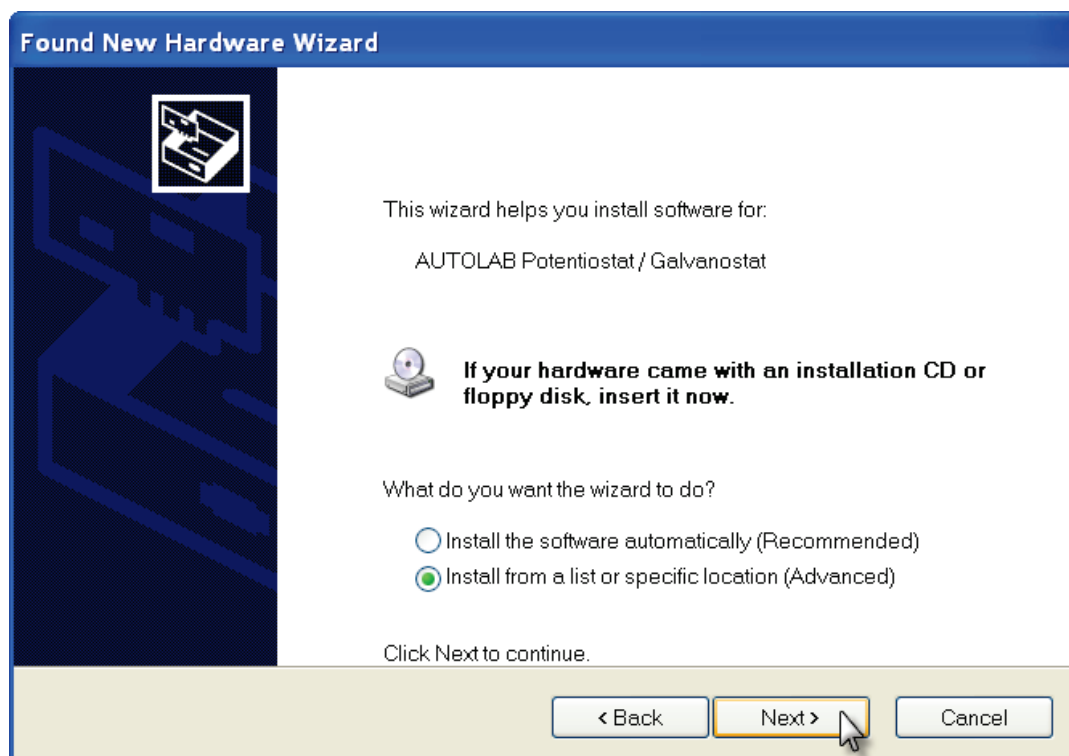 Found New Hardware Wizard
This wizard helps you install software for:
AUTOLAB Potentiostat / Galvanostat
If your hardware came with an installation CD or
floppy disk, insert it now.
What do you want the wizard to do?
Install the software automatically (Recommended)
Install from a list or specific location (Advanced)
Click Next to continue.
< Back
Next >
Cancel